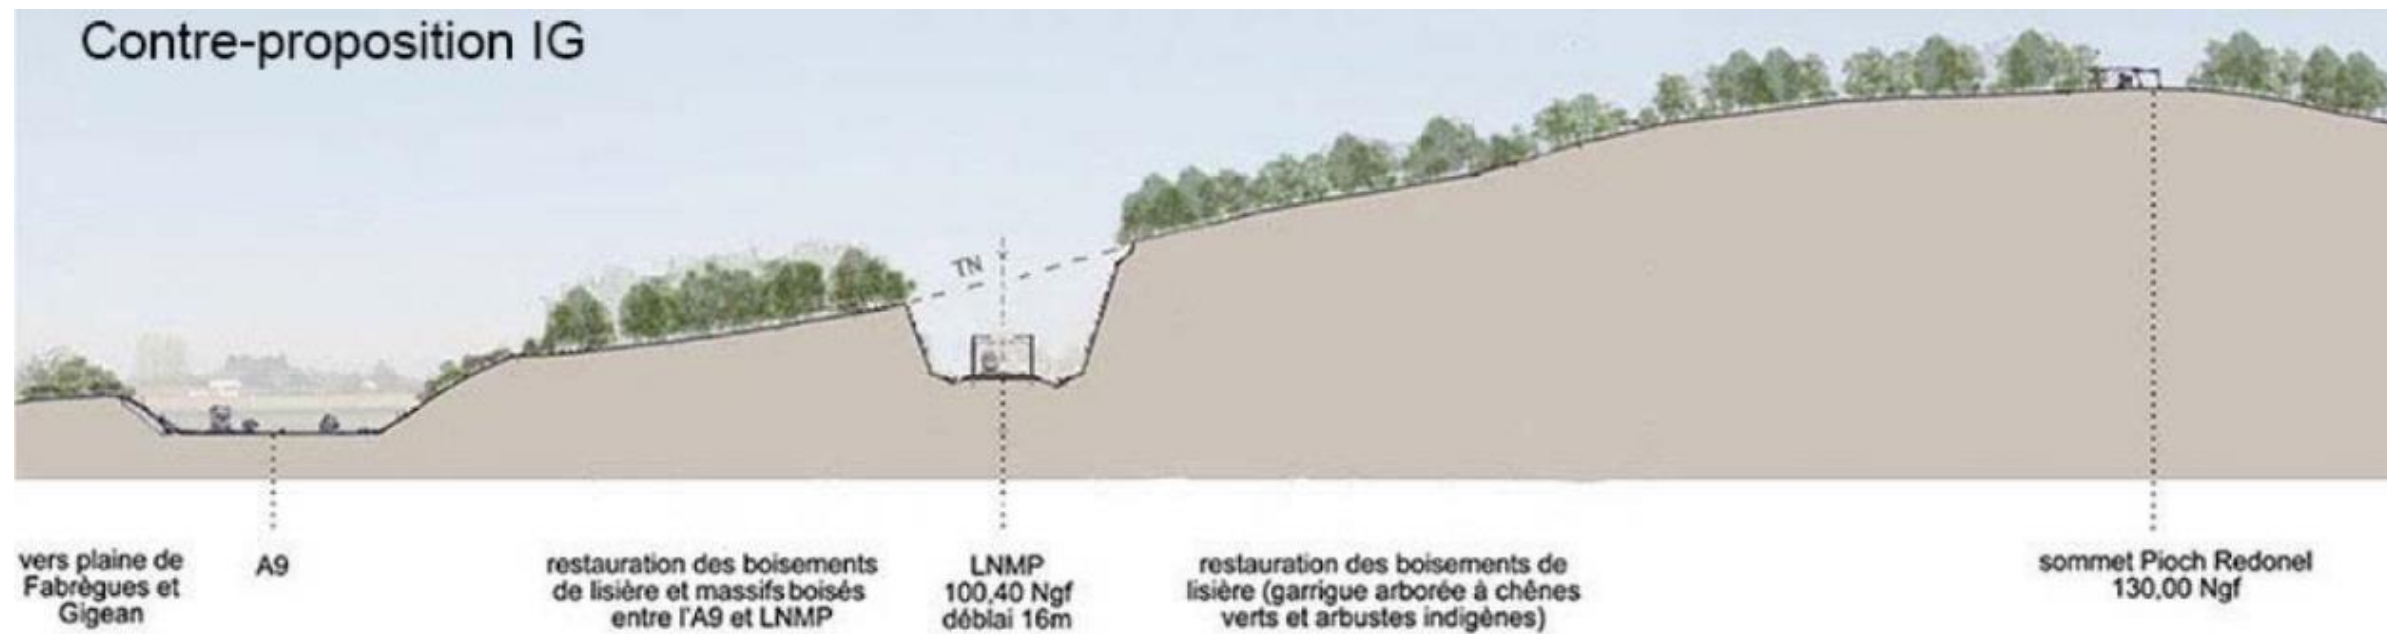 Contre-proposition IG
TN
vers plaine de
Fabrègues et
Gigean
A9
restauration des boisements
de lisière et massifs boisés
entre l'A9 et LNMP
LNMP
100,40 Ngf
déblai 16m
restauration des boisements de
lisière (garrigue arborée à chênes
verts et arbustes indigènes)
sommet Pioch Redonel
130,00 Ngf